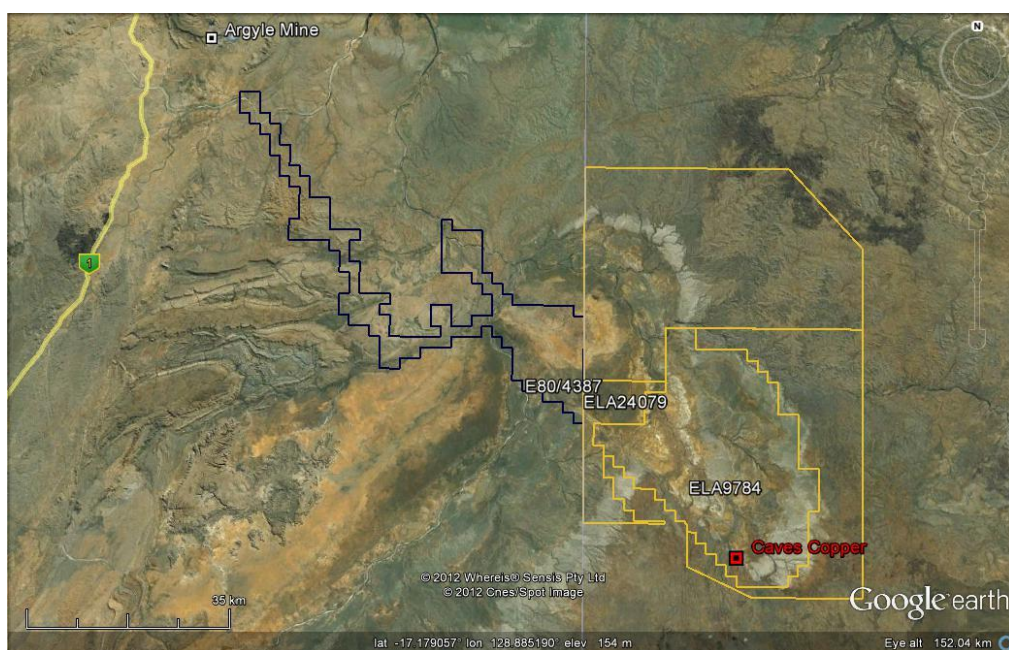 N
Argyle Mine
1
E80/4387
ELA24079
ELA9784
Caves Copper
© 2012 Whereis® Sensis Pty Ltd
© 2012 Cnes/Spot Image
35 km
Google earth
lat -17.179057° lon 128.885190° elev 154 m
Eye alt 152.04 km